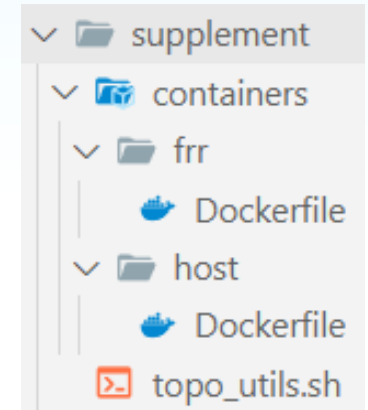 supplement
containers
frr
Dockerfile
host
Dockerfile
topo_utils.sh